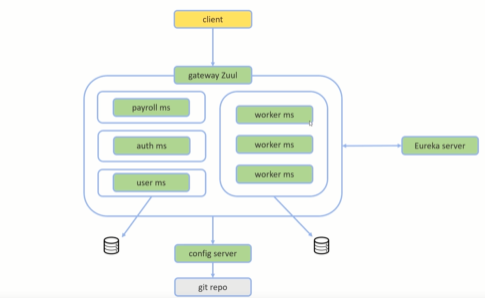 client
gateway Zuul
payroll ms
auth ms
user ms
worker ms
worker ms
worker ms
Eureka server
config server
git repo